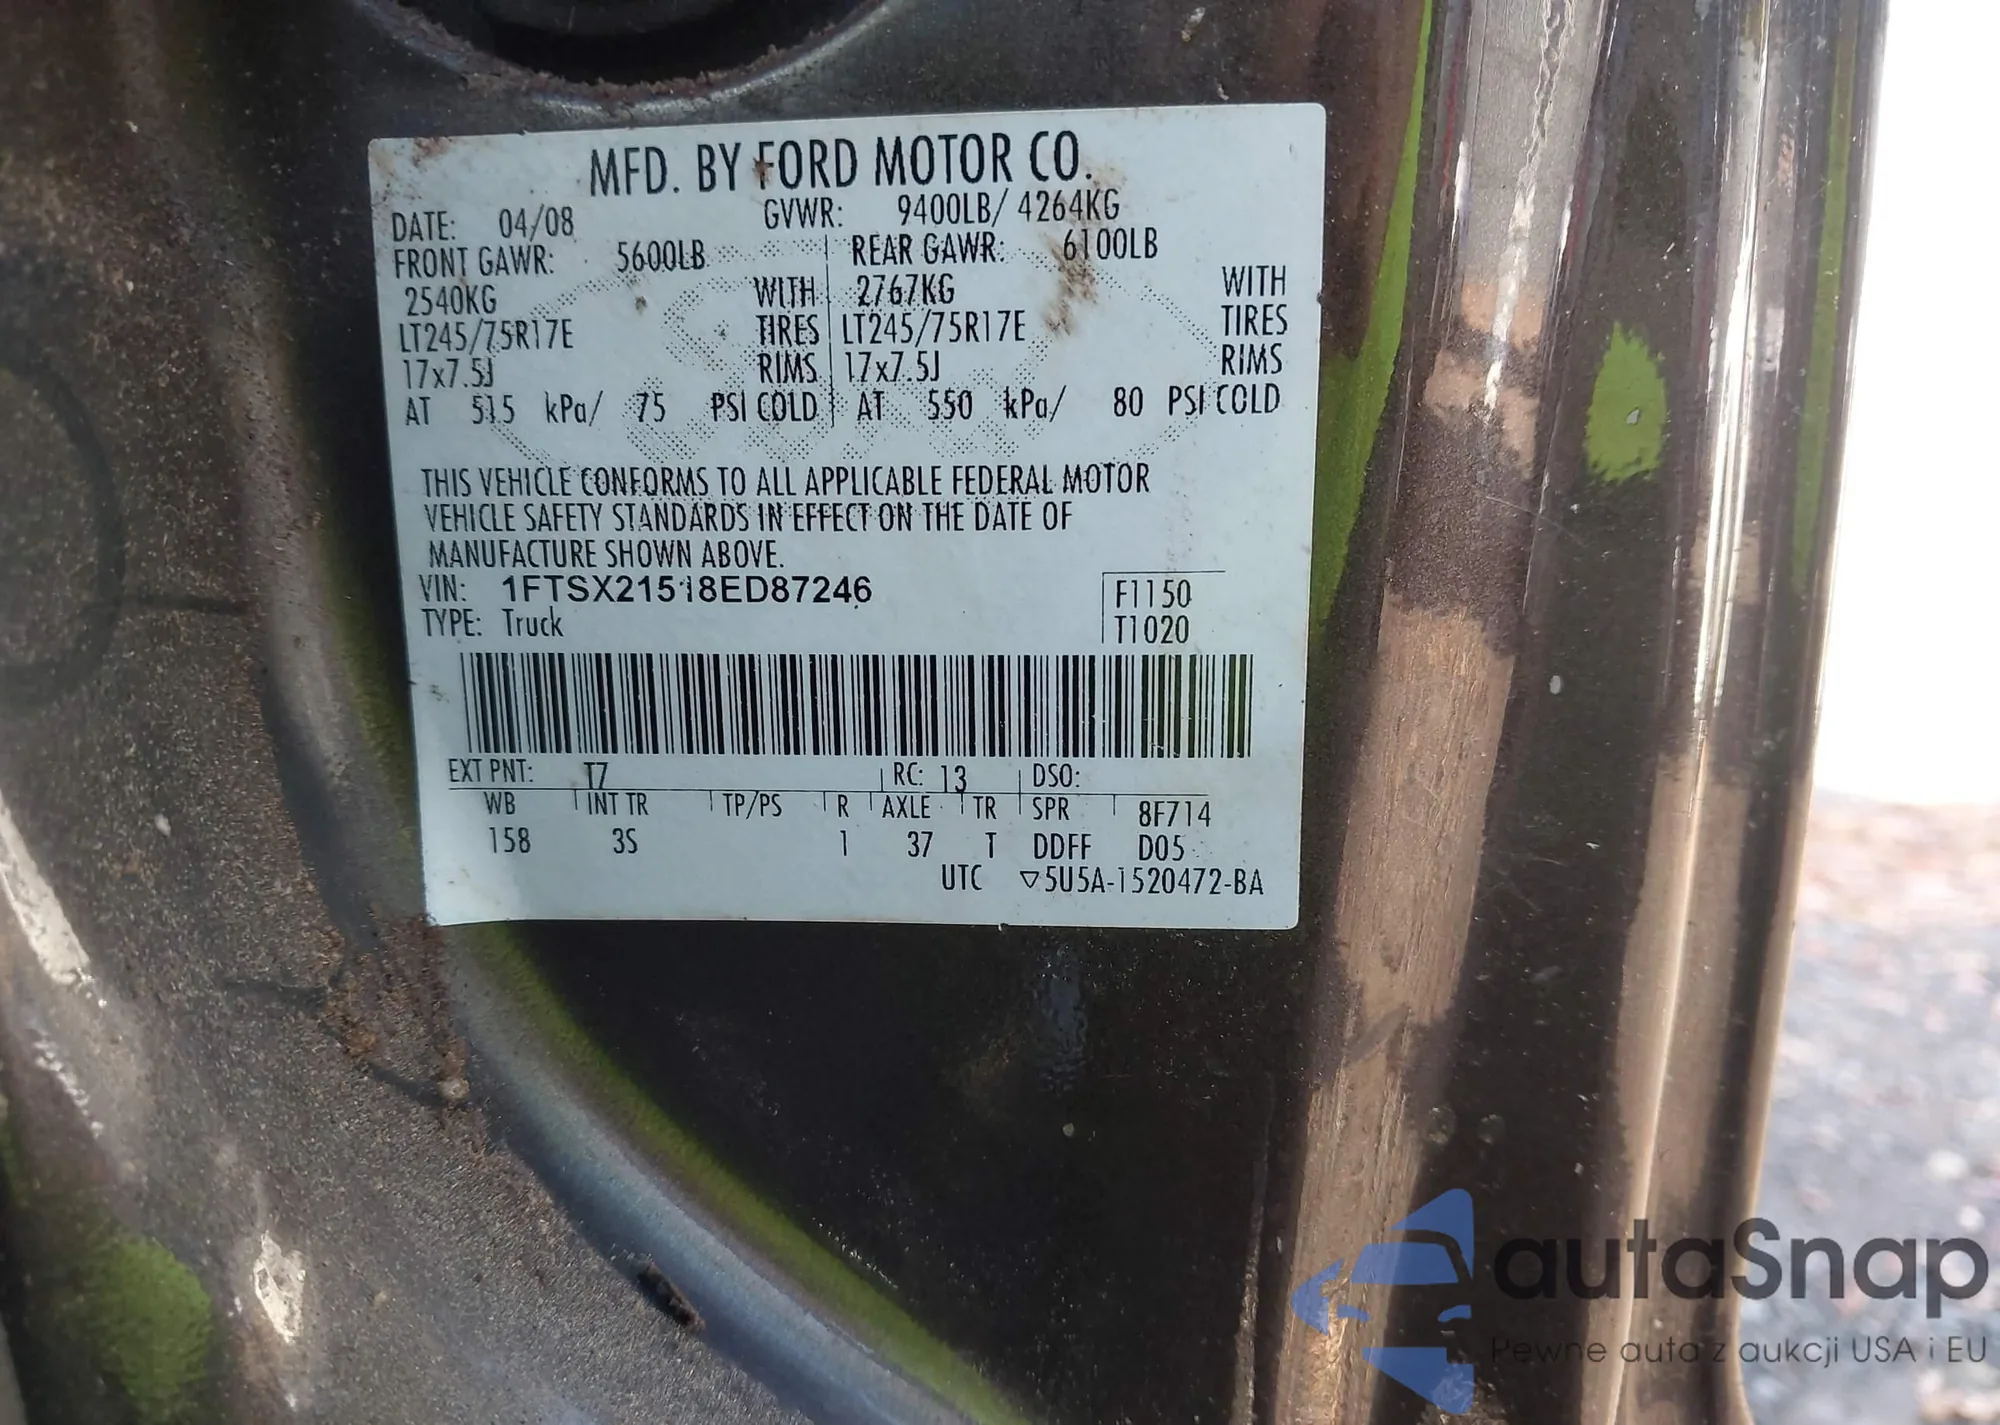 MFD. BY FORD MOTOR CO.
DATE: 04/08 GVWR: 9400LB/ 4264KG
FRONT GAWR: 5600LB REAR GAWR: 6100LB
2540KG WITH 2767KG WITH
LT245/75R17E TIRES LT245/75R17E TIRES
17x7.5J RIMS 17x7.5J RIMS
AT 515 kPa/ 75 PSI COLD AT 550 kPa/ 80 PSI COLD
THIS VEHICLE CONFORMS TO ALL APPLICABLE FEDERAL MOTOR
VEHICLE SAFETY STANDARDS IN EFFECT ON THE DATE OF
MANUFACTURE SHOWN ABOVE.
VIN: 1FTSX21518ED87246 F1150
TYPE: Truck T1020
EXT PNT: T7 RC: 13 DSO:
WB INT TR TP/PS R AXLE TR SPR 8F714
158 3S 1 37 T DDFF D05
UTC ▽5U5A-1520472-BA
autaSnap
Pewne auta z aukcji USA i EU